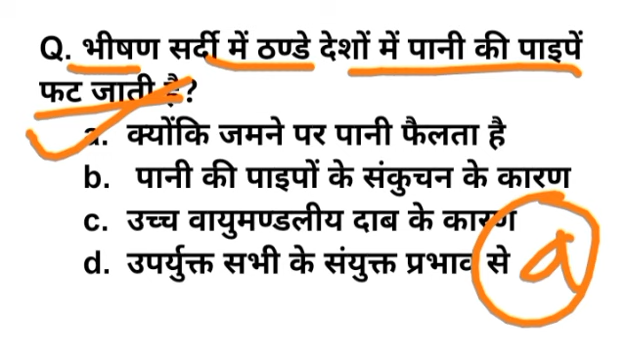 Q. भीषण सर्दी में ठण्डे देशों में पानी की पाइपें
फट जाती है?
a. क्योंकि जमने पर पानी फैलता है
b. पानी की पाइपों के संकुचन के कारण
c. उच्च वायुमण्डलीय दाब के कारण
d. उपर्युक्त सभी के संयुक्त प्रभाव से
a